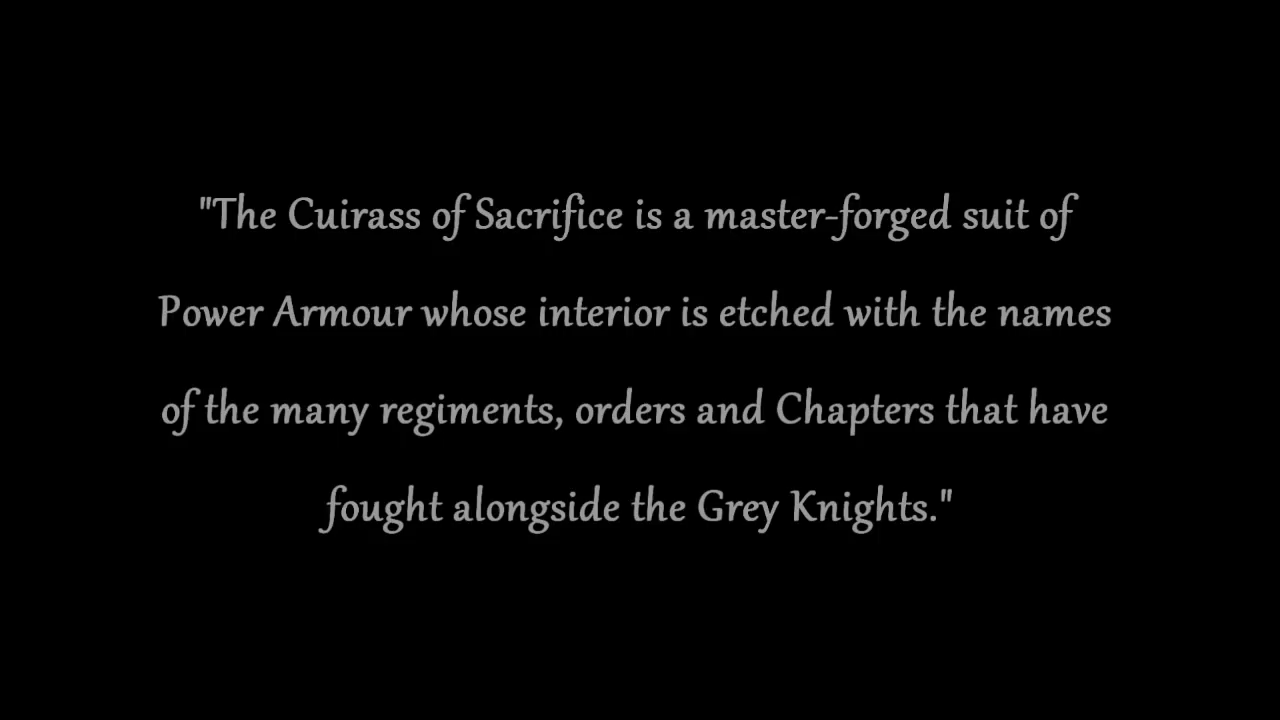 "The Cuirass of Sacrifice is a master-forged suit of
Power Armour whose interior is etched with the names
of the many regiments, orders and Chapters that have
fought alongside the Grey Knights."